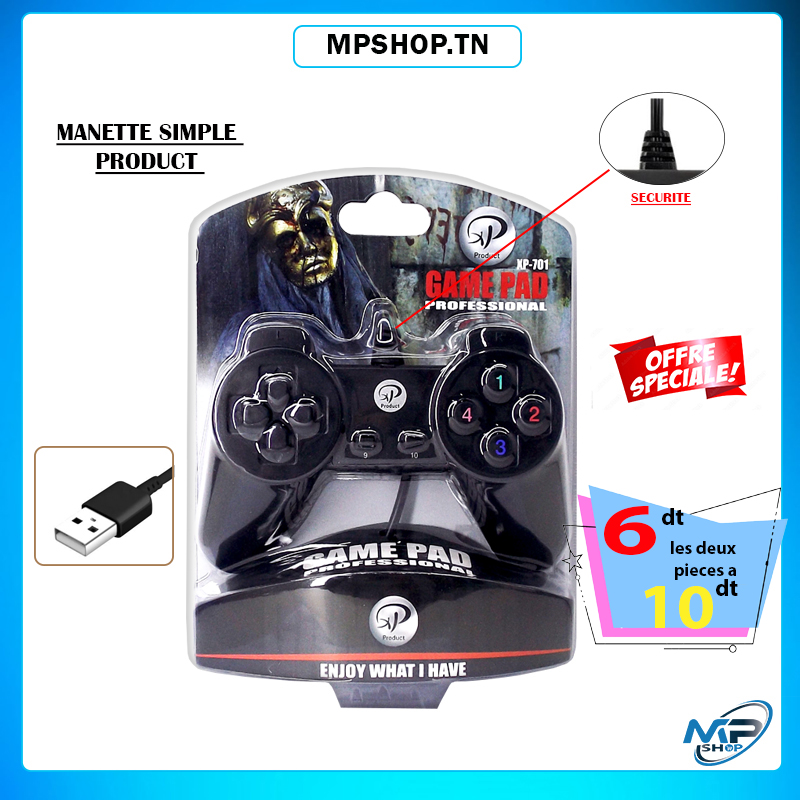 MPSHOP.TN
MANETTE SIMPLE
PRODUCT
SECURITE
XP
Product
XP-701
GAME PAD
PROFESSIONAL
OFFRE
SPECIALE!
L
XP
Product
1
4
2
3
9
10
6 dt
les deux
pieces a
10 dt
GAME PAD
PROFESSIONAL
XP
Product
ENJOY WHAT I HAVE
MP
SHOP